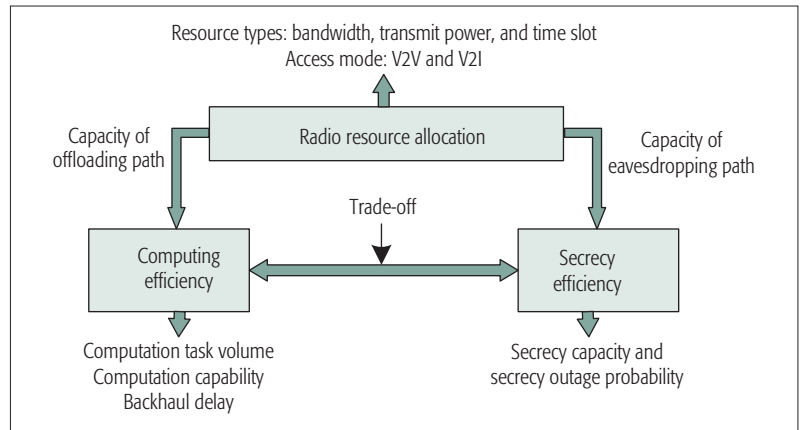 Resource types: bandwidth, transmit power, and time slot
Access mode: V2V and V2I
Radio resource allocation
Capacity of
offloading path
Capacity of
eavesdropping path
Trade-off
Computing
efficiency
Secrecy
efficiency
Computation task volume
Computation capability
Backhaul delay
Secrecy capacity and
secrecy outage probability